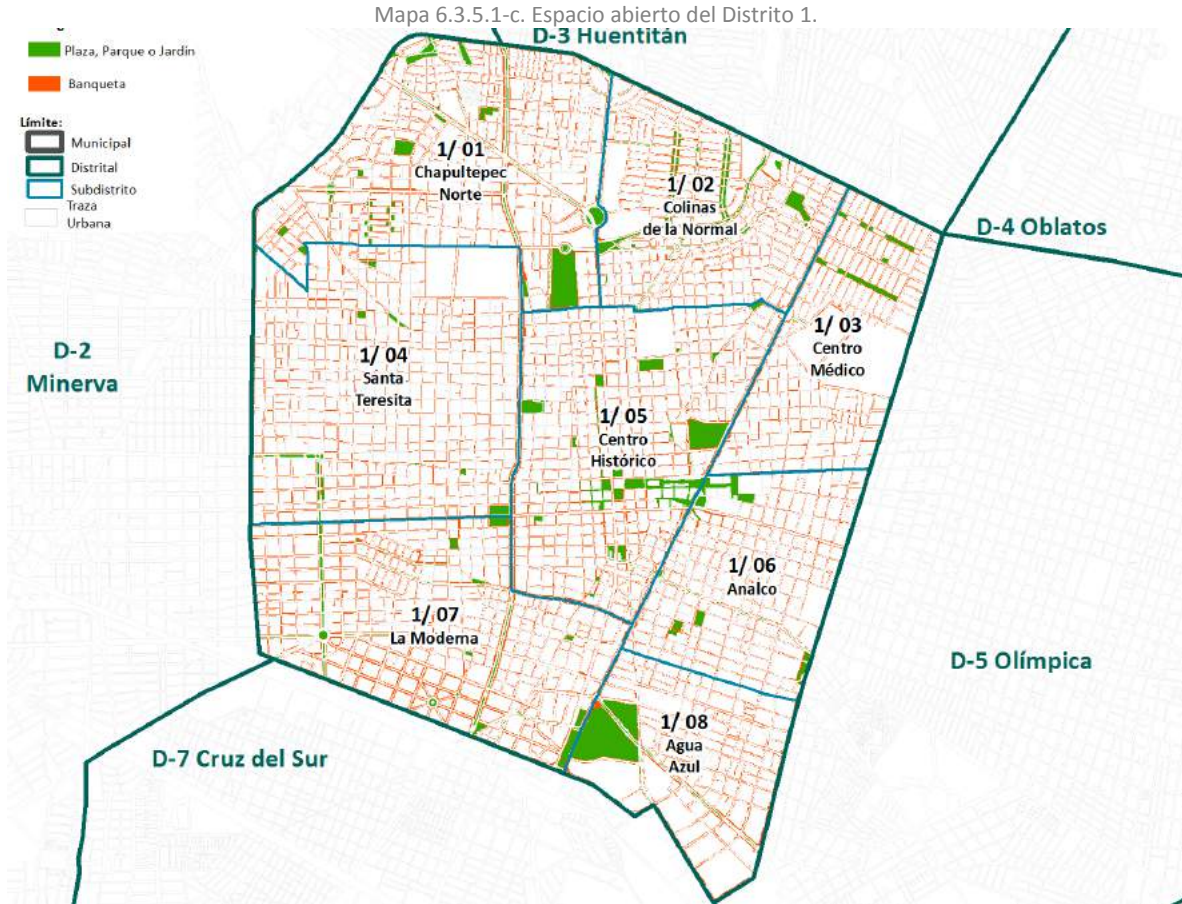 Mapa 6.3.5.1-c. Espacio abierto del Distrito 1.
D-3 Huentitán
Plaza, Parque o Jardín
Banqueta
Límite:
Municipal
Distrital
Subdistrito
Traza
Urbana
1/ 01
Chapultepec
Norte
1/ 02
Colinas
de la Normal
D-4 Oblatos
1/ 03
Centro
Médico
D-2
Minerva
1/ 04
Santa
Teresita
1/ 05
Centro
Histórico
1/ 06
Analco
1/ 07
La Moderna
D-5 Olímpica
1/ 08
Agua
Azul
D-7 Cruz del Sur